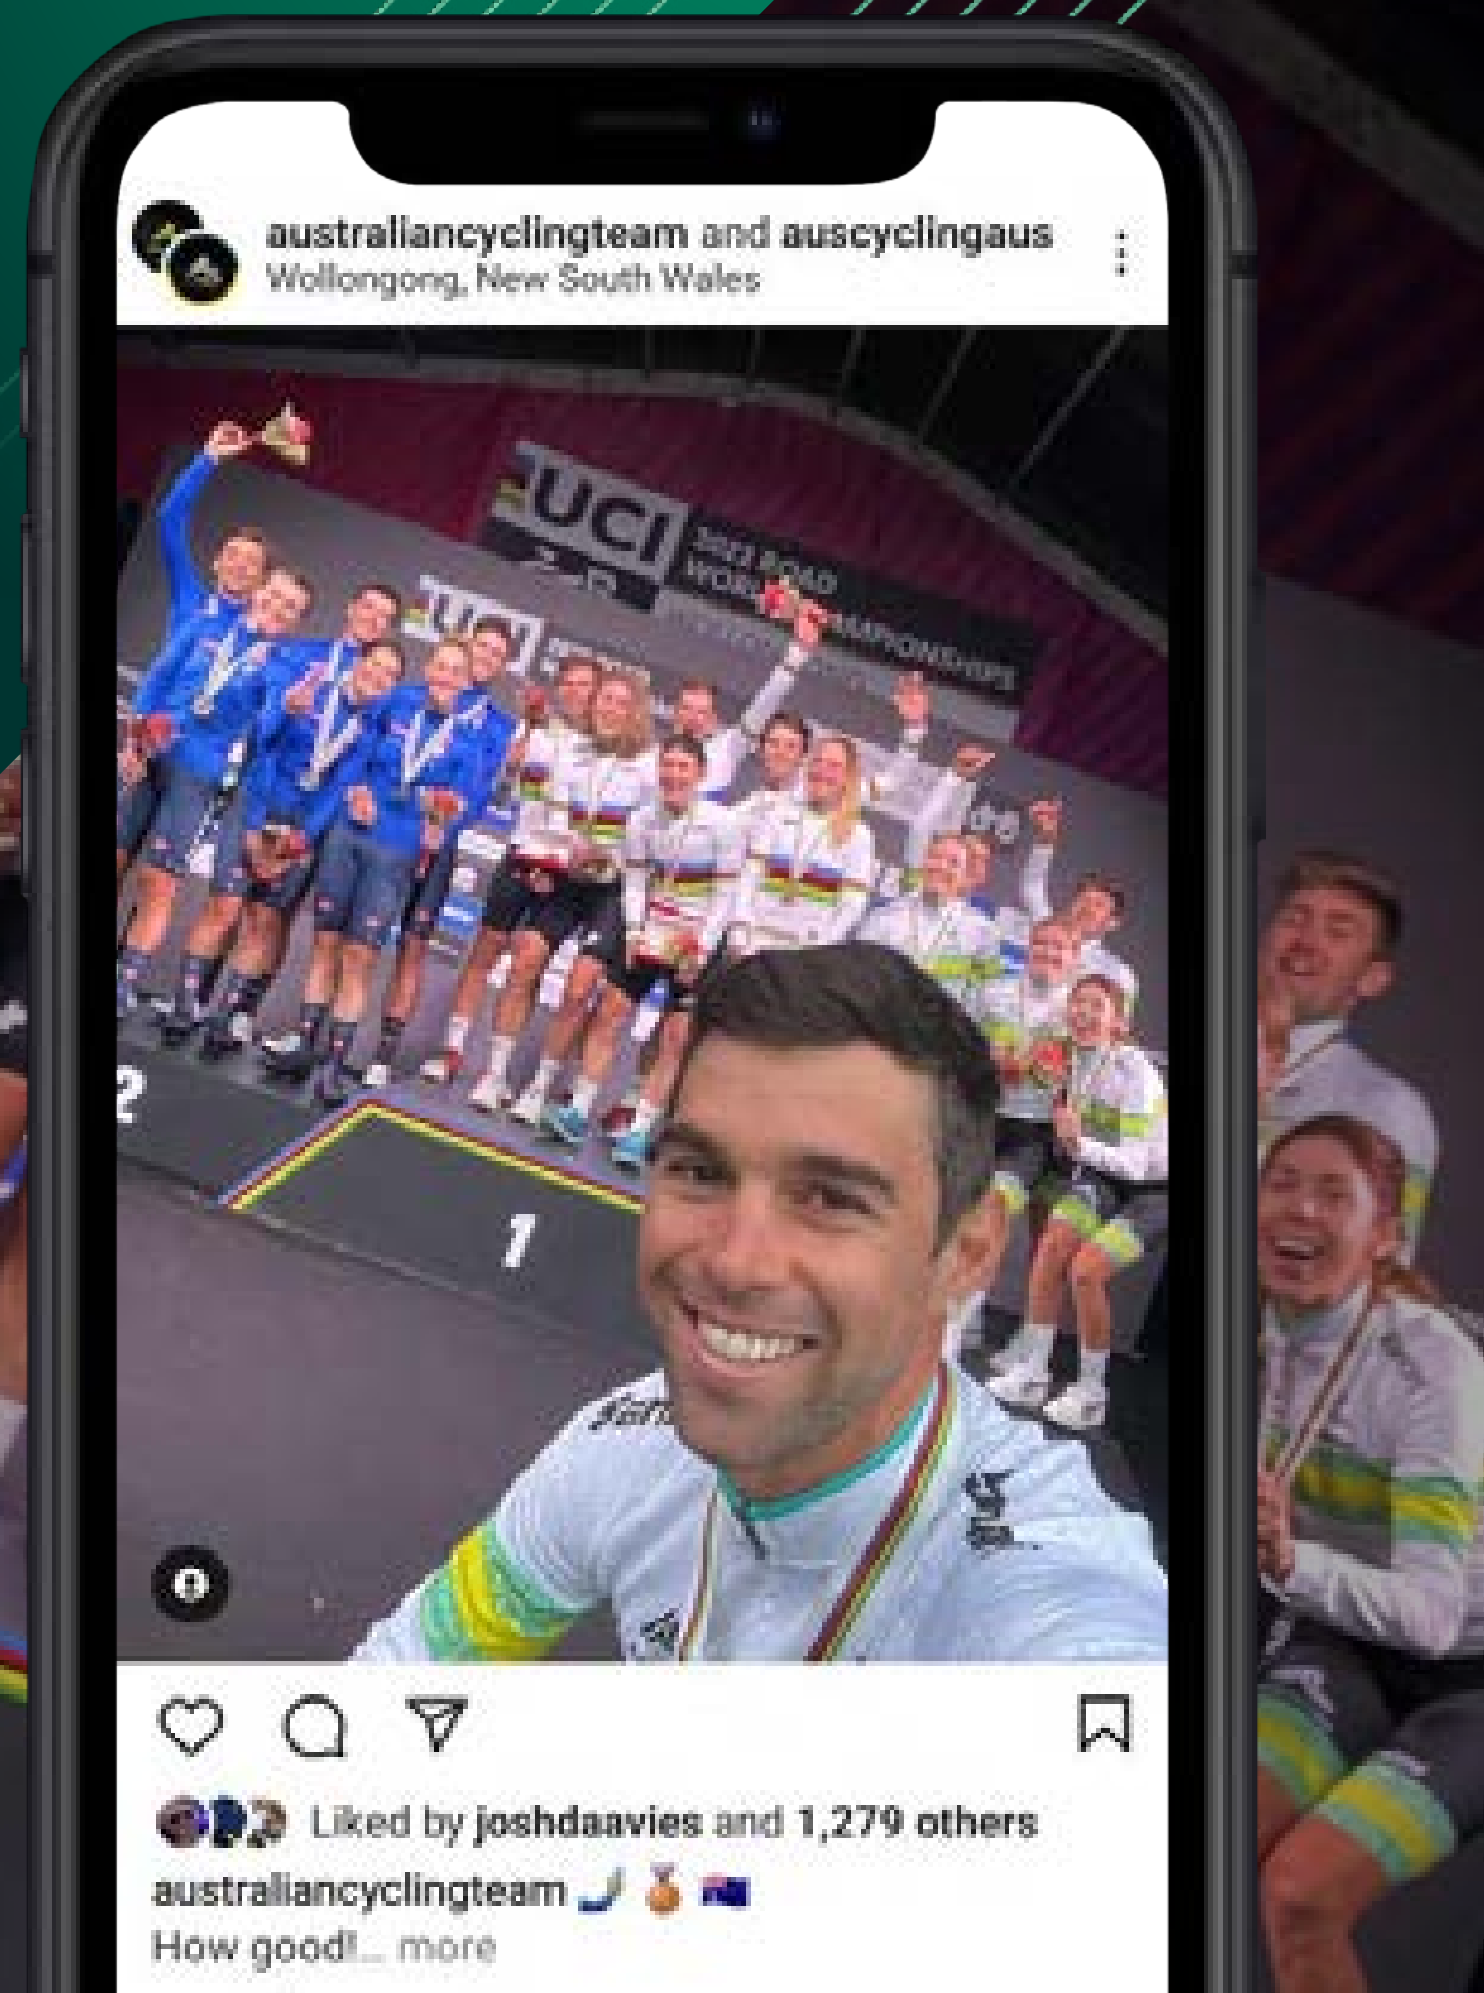 australiancyclingteam and auscyclingaus
Wollongong, New South Wales
UCI
2022 ROAD
WORLD CHAMPIONSHIPS
UCI
2
1
Liked by joshdaavies and 1,279 others
australiancyclingteam
How good!... more